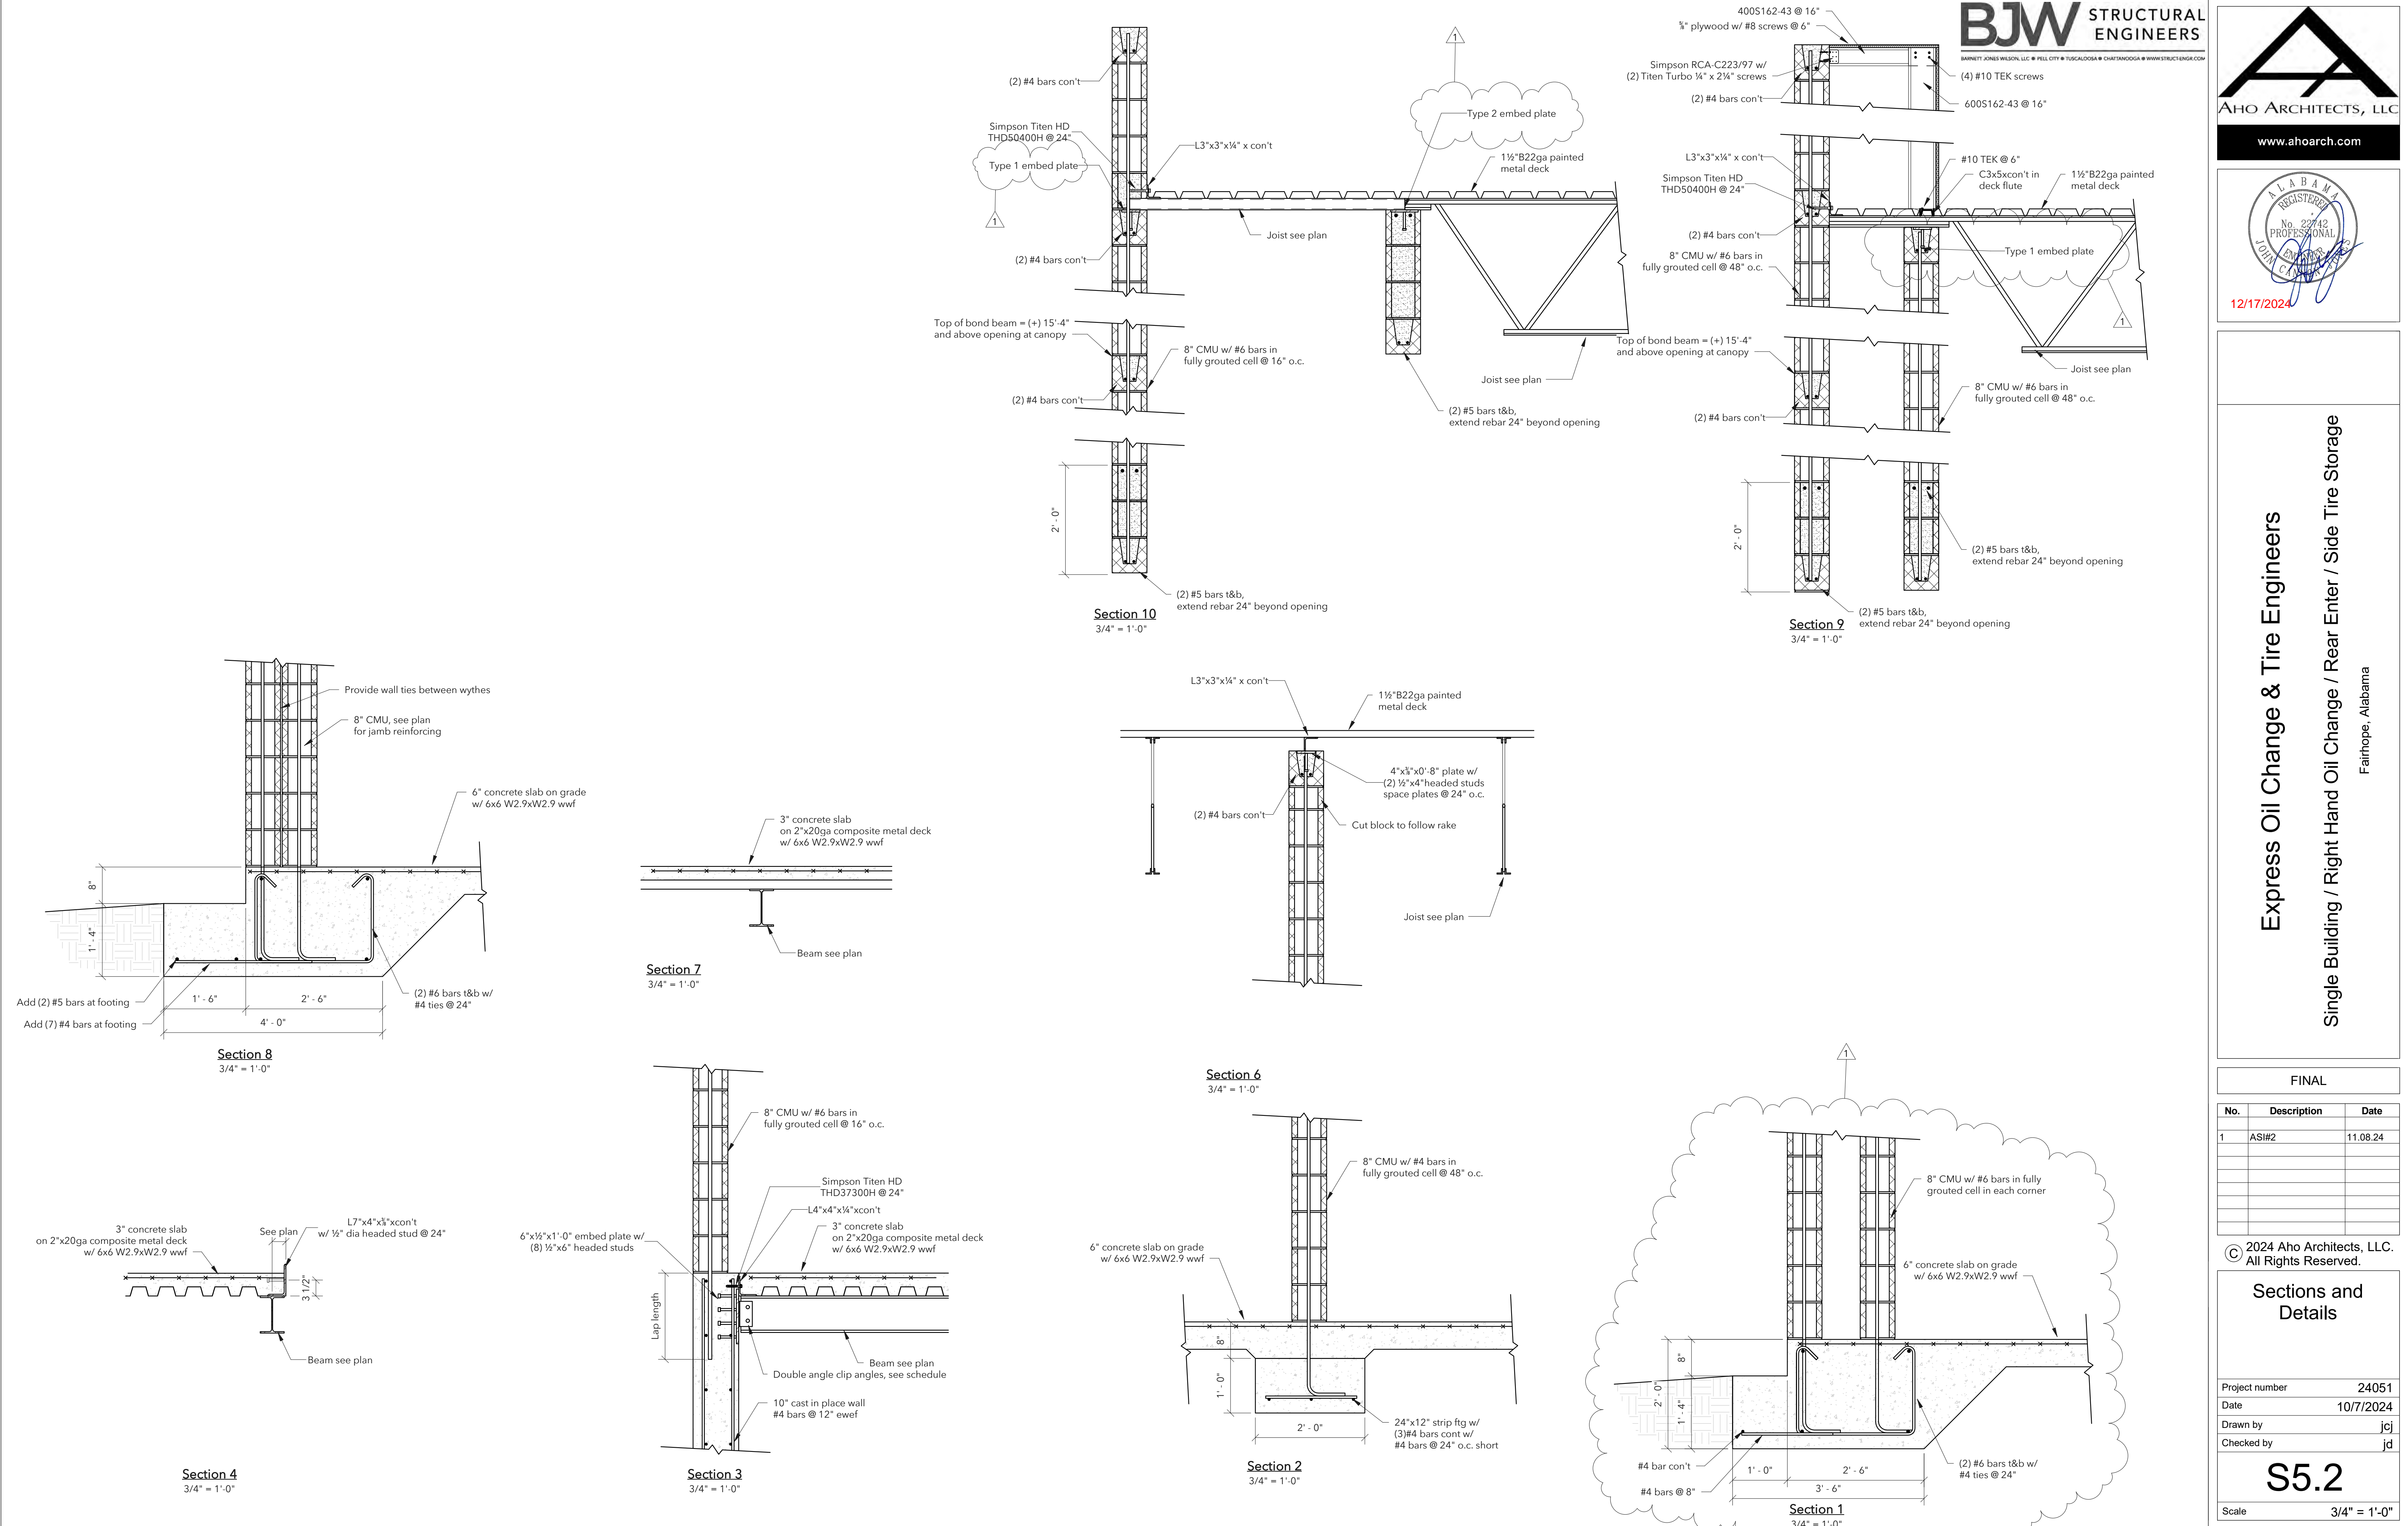 (2) #4 bars con't
Simpson Titen HD
THD50400H @ 24"
Type 1 embed plate
L3"x3"x¼" x con't
1
Type 2 embed plate
1½"B22ga painted
metal deck
1
Joist see plan
(2) #4 bars con't
Top of bond beam = (+) 15'-4"
and above opening at canopy
8" CMU w/ #6 bars in
fully grouted cell @ 16" o.c.
(2) #4 bars con't
Joist see plan
(2) #5 bars t&b,
extend rebar 24" beyond opening
2' - 0"
(2) #5 bars t&b,
extend rebar 24" beyond opening
Section 10
3/4" = 1'-0"
400S162-43 @ 16"
plywood w/ #8 screws @ 6"
Simpson RCA-C223/97 w/
(2) Titen Turbo ¼" x 2¼" screws
(2) #4 bars con't
(4) #10 TEK screws
600S162-43 @ 16"
L3"x3"x¼" x con't
Simpson Titen HD
THD50400H @ 24"
#10 TEK @ 6"
C3x5xcon't in
deck flute
1½"B22ga painted
metal deck
(2) #4 bars con't
8" CMU w/ #6 bars in
fully grouted cell @ 48" o.c.
Type 1 embed plate
1
Top of bond beam = (+) 15'-4"
and above opening at canopy
Joist see plan
8" CMU w/ #6 bars in
fully grouted cell @ 48" o.c.
(2) #4 bars con't
2' - 0"
(2) #5 bars t&b,
extend rebar 24" beyond opening
(2) #5 bars t&b,
extend rebar 24" beyond opening
Section 9
3/4" = 1'-0"
Provide wall ties between wythes
8" CMU, see plan
for jamb reinforcing
6" concrete slab on grade
w/ 6x6 W2.9xW2.9 wwf
8"
1' - 4"
Add (2) #5 bars at footing
Add (7) #4 bars at footing
1' - 6"
2' - 6"
4' - 0"
(2) #6 bars t&b w/
#4 ties @ 24"
Section 8
3/4" = 1'-0"
3" concrete slab
on 2"x20ga composite metal deck
w/ 6x6 W2.9xW2.9 wwf
Beam see plan
Section 7
3/4" = 1'-0"
L3"x3"x¼" x con't
1½"B22ga painted
metal deck
plate w/
(2) ½"x4"headed studs
space plates @ 24" o.c.
(2) #4 bars con't
Cut block to follow rake
Joist see plan
Section 6
3/4" = 1'-0"
3" concrete slab
on 2"x20ga composite metal deck
w/ 6x6 W2.9xW2.9 wwf
See plan
w/ ½" dia headed stud @ 24"
3 1/2"
Beam see plan
Section 4
3/4" = 1'-0"
8" CMU w/ #6 bars in
fully grouted cell @ 16" o.c.
Simpson Titen HD
THD37300H @ 24"
L4"x4"x¼"xcon't
6"x½"x1'-0" embed plate w/
(8) ½"x6" headed studs
3" concrete slab
on 2"x20ga composite metal deck
w/ 6x6 W2.9xW2.9 wwf
Lap length
Beam see plan
Double angle clip angles, see schedule
10" cast in place wall
#4 bars @ 12" ewef
Section 3
3/4" = 1'-0"
8" CMU w/ #4 bars in
fully grouted cell @ 48" o.c.
6" concrete slab on grade
w/ 6x6 W2.9xW2.9 wwf
8"
1' - 0"
2' - 0"
24"x12" strip ftg w/
(3)#4 bars cont w/
#4 bars @ 24" o.c. short
Section 2
3/4" = 1'-0"
1
8" CMU w/ #6 bars in fully
grouted cell in each corner
6" concrete slab on grade
w/ 6x6 W2.9xW2.9 wwf
2' - 0"
8"
1' - 4"
#4 bar con't
#4 bars @ 8"
1' - 0"
2' - 6"
3' - 6"
(2) #6 bars t&b w/
#4 ties @ 24"
Section 1
3/4" = 1'-0"
BJW STRUCTURAL
ENGINEERS
BARNETT JONES WILSON, LLC PELL CITY TUSCALOOSA CHATTANOOGA WWW.STRUCT-ENGR.COM
AHO ARCHITECTS, LLC
www.ahoarch.com
ALABAMA
REGISTERED
No. 22742
PROFESSIONAL
ENGINEER
JOHN JONES
12/17/2024
Express Oil Change & Tire Engineers
Single Building / Right Hand Oil Change / Rear Enter / Side Tire Storage
Fairhope, Alabama
FINAL
No. Description Date
1 ASI#2 11.08.24
© 2024 Aho Architects, LLC.
All Rights Reserved.
Sections and
Details
Project number 24051
Date 10/7/2024
Drawn by jcj
Checked by jd
S5.2
Scale 3/4" = 1'-0"